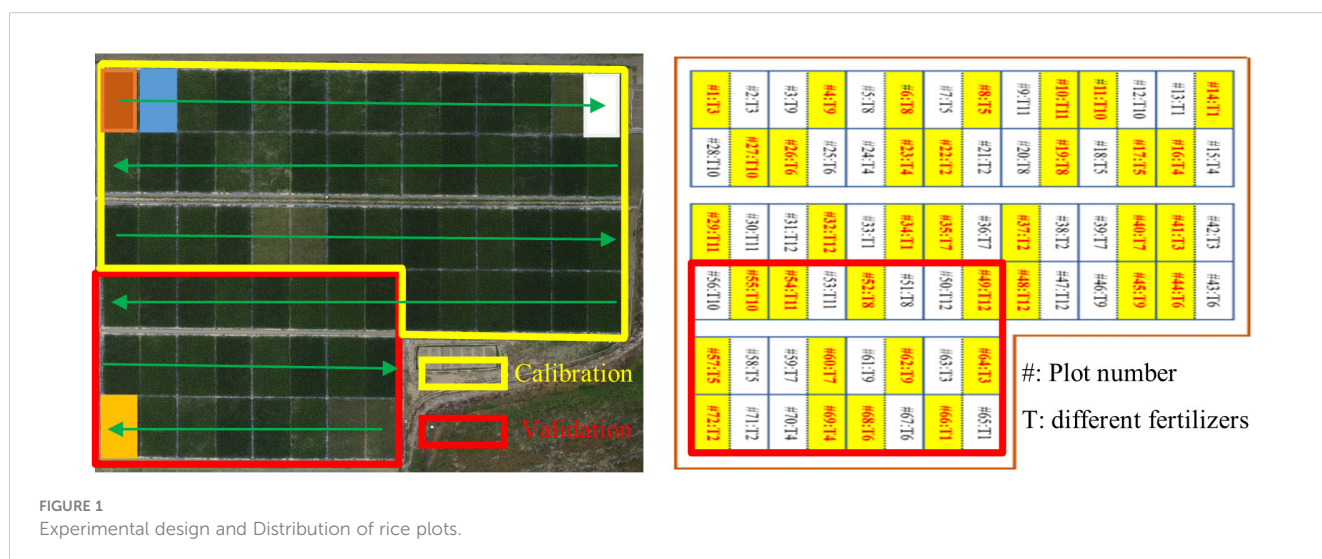 Calibration
Validation
#1:T3 #2:T3 #3:T9 #4:T9 #5:T8 #6:T8 #7:T5 #8:T5 #9:T11 #10:T11 #11:T10 #12:T10 #13:T1 #14:T1
#28:T10 #27:T10 #26:T6 #25:T6 #24:T4 #23:T4 #22:T2 #21:T2 #20:T8 #19:T8 #18:T5 #17:T5 #16:T4 #15:T4
#29:T11 #30:T11 #31:T12 #32:T12 #33:T1 #34:T1 #35:T7 #36:T7 #37:T2 #38:T2 #39:T7 #40:T7 #41:T3 #42:T3
#56:T10 #55:T10 #54:T11 #53:T11 #52:T8 #51:T8 #50:T12 #49:T12 #48:T12 #47:T12 #46:T9 #45:T9 #44:T6 #43:T6
#57:T5 #58:T5 #59:T7 #60:T7 #61:T9 #62:T9 #63:T3 #64:T3
#72:T2 #71:T2 #70:T4 #69:T4 #68:T6 #67:T6 #66:T1 #65:T1
#: Plot number
T: different fertilizers
FIGURE 1
Experimental design and Distribution of rice plots.